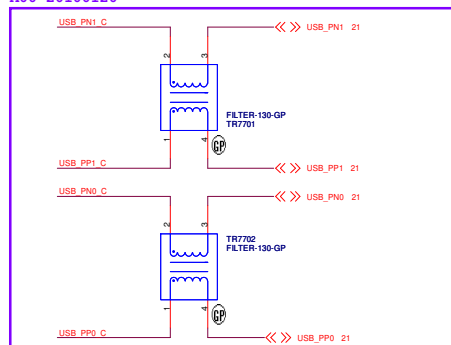 USB_PN1_C
USB_PN1 21
2
3
FILTER-130-GP
TR7701
1
4
GP
USB_PP1_C
USB_PP1 21
USB_PN0_C
USB_PN0 21
2
3
TR7702
FILTER-130-GP
1
4
GP
USB_PP0_C
USB_PP0 21